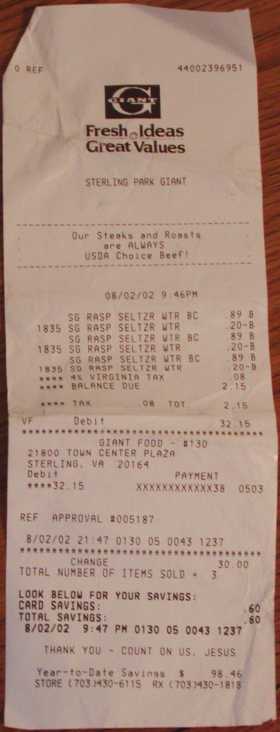 0 REF 44002396951
G
GIANT
Fresh Ideas
Great Values
STERLING PARK GIANT
Our Steaks and Roasts
are ALWAYS
USDA Choice Beef!
08/02/02 9:46PM
SG RASP SELTZR WTR BC .89 B
1835 SG RASP SELTZR WTR .20-B
SG RASP SELTZR WTR BC .89 B
1835 SG RASP SELTZR WTR .20-B
SG RASP SELTZR WTR BC .89 B
1835 SG RASP SELTZR WTR .20-B
**** 4% VIRGINIA TAX .08
**** BALANCE DUE 2.15
**** TAX .08 TOT 2.15
VF Debit 32.15
GIANT FOOD - #130
21800 TOWN CENTER PLAZA
STERLING, VA 20164
Debit PAYMENT
****32.15 XXXXXXXXXXXX38 0503
REF APPROVAL #005187
8/02/02 21:47 0130 05 0043 1237
CHANGE 30.00
TOTAL NUMBER OF ITEMS SOLD = 3
LOOK BELOW FOR YOUR SAVINGS:
CARD SAVINGS: .60
TOTAL SAVINGS: .60
8/02/02 9:47 PM 0130 05 0043 1237
THANK YOU - COUNT ON US. JESUS
Year-to-Date Savings $ 98.46
STORE (703)430-6115 RX (703)430-1818